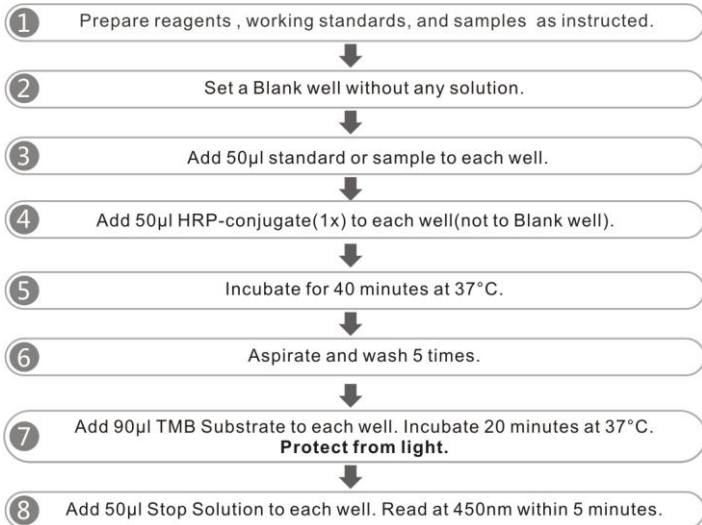 1 Prepare reagents , working standards, and samples as instructed.
2 Set a Blank well without any solution.
3 Add 50μl standard or sample to each well.
4 Add 50μl HRP-conjugate(1x) to each well(not to Blank well).
5 Incubate for 40 minutes at 37°C.
6 Aspirate and wash 5 times.
7 Add 90μl TMB Substrate to each well. Incubate 20 minutes at 37°C.
Protect from light.
8 Add 50μl Stop Solution to each well. Read at 450nm within 5 minutes.